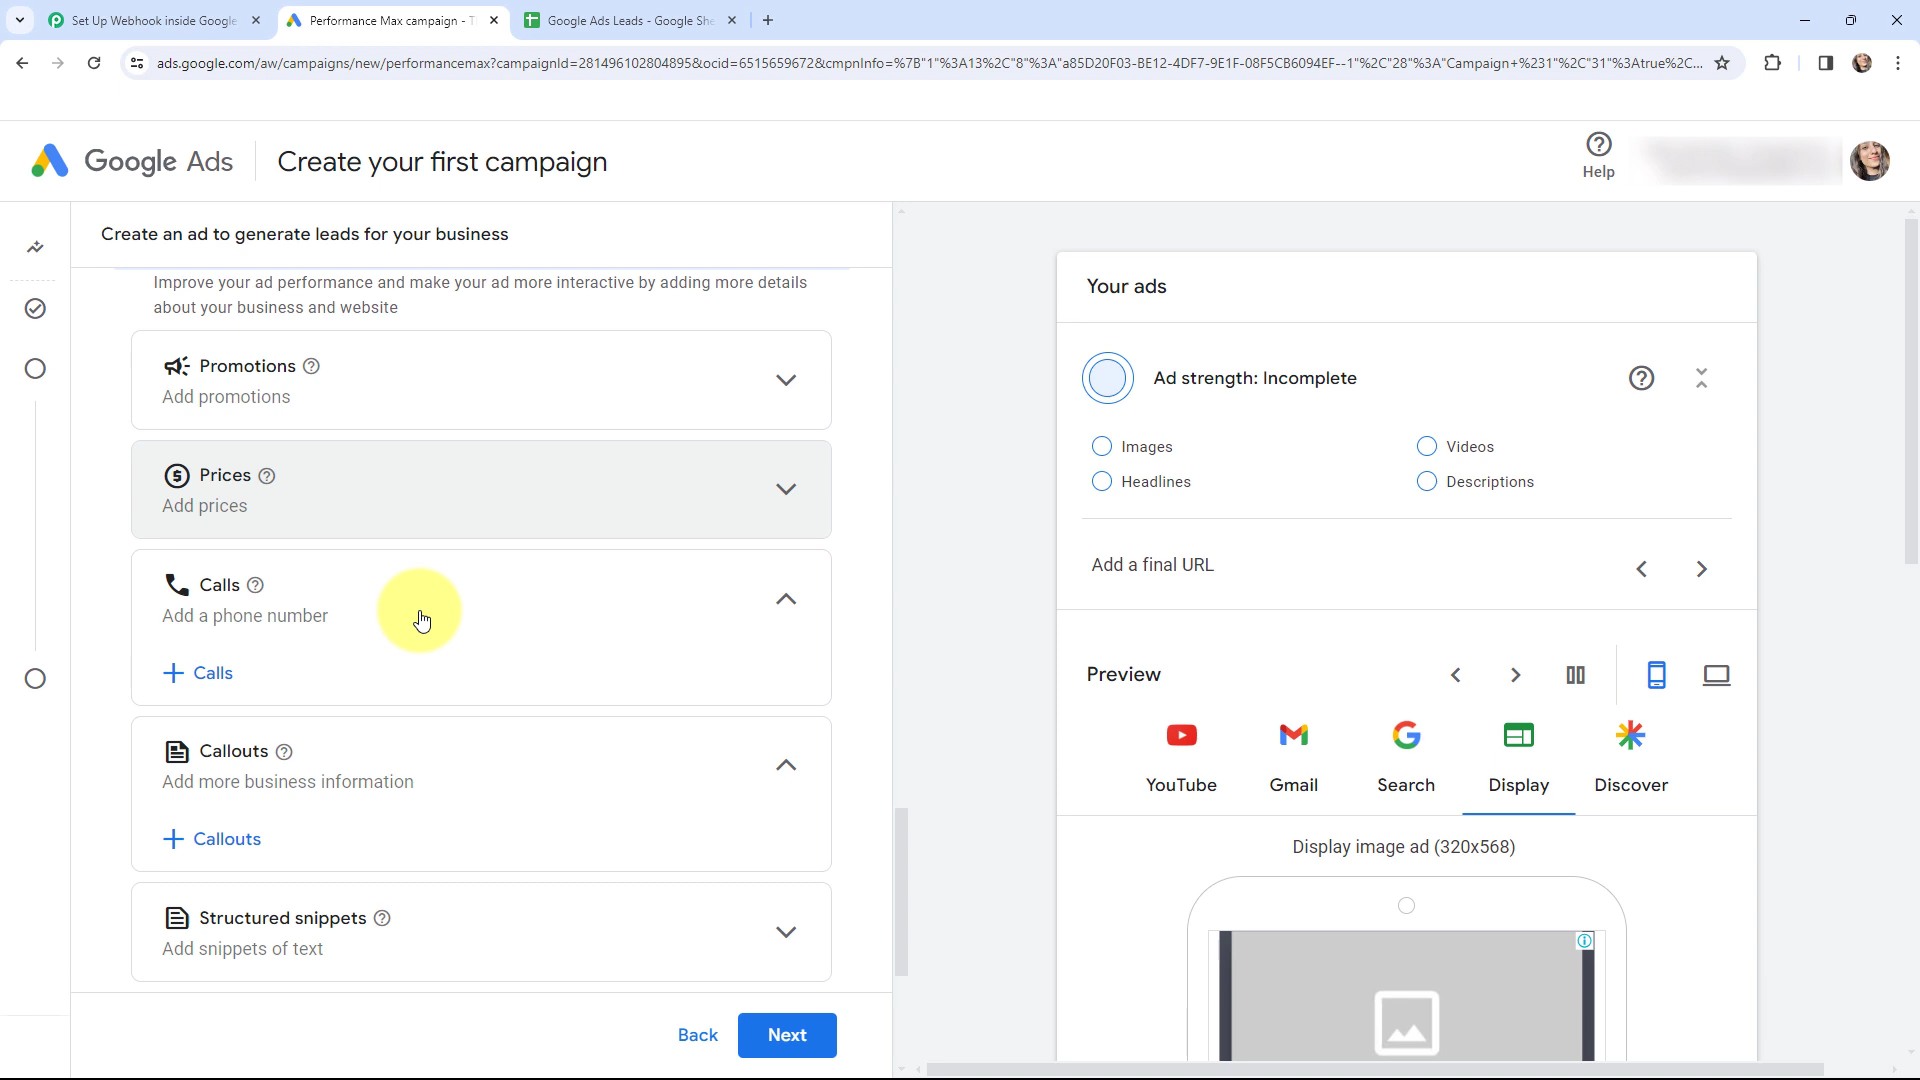 Set Up Webhook inside Google
Performance Max campaign - T
Google Ads Leads - Google She
ads.google.com/aw/campaigns/new/performancemax?campaignId=281496102804895&ocid=6515659672&cmpnInfo=%7B"1"%3A13%2C"8"%3A"a85D20F03-BE12-4DF7-9E1F-08F5CB6094EF--1"%2C"28"%3A"Campaign+%231"%2C"31"%3Atrue%2C...
Google Ads
Create your first campaign
Help
Create an ad to generate leads for your business
Improve your ad performance and make your ad more interactive by adding more details
about your business and website
Promotions
Add promotions
Prices
Add prices
Calls
Add a phone number
+ Calls
Callouts
Add more business information
+ Callouts
Structured snippets
Add snippets of text
Back
Next
Your ads
Ad strength: Incomplete
Images
Videos
Headlines
Descriptions
Add a final URL
Preview
YouTube
Gmail
Search
Display
Discover
Display image ad (320x568)